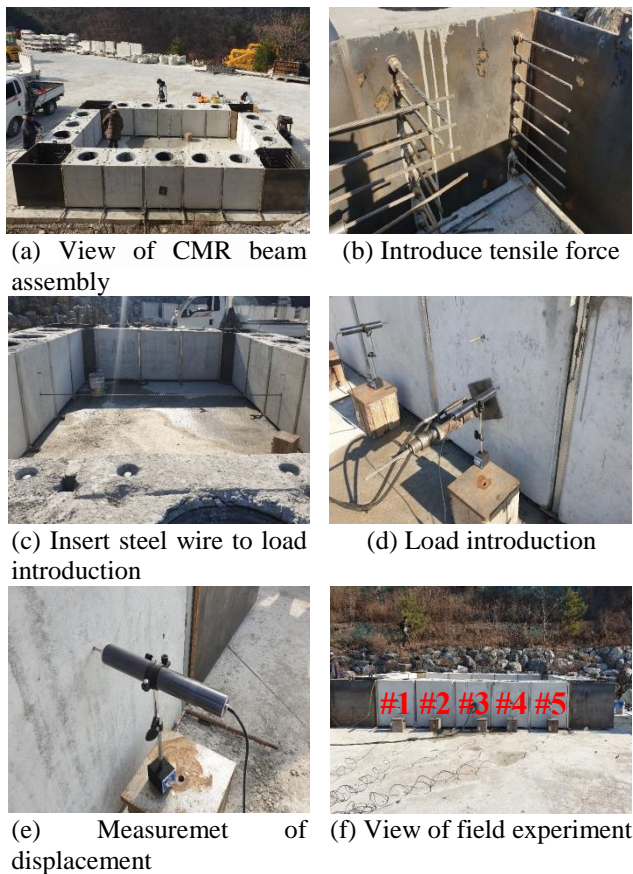 (a) View of CMR beam
assembly
(b) Introduce tensile force
(c) Insert steel wire to load
introduction
(d) Load introduction
#1 #2 #3 #4 #5
(e) Measuremet of
displacement
(f) View of field experiment